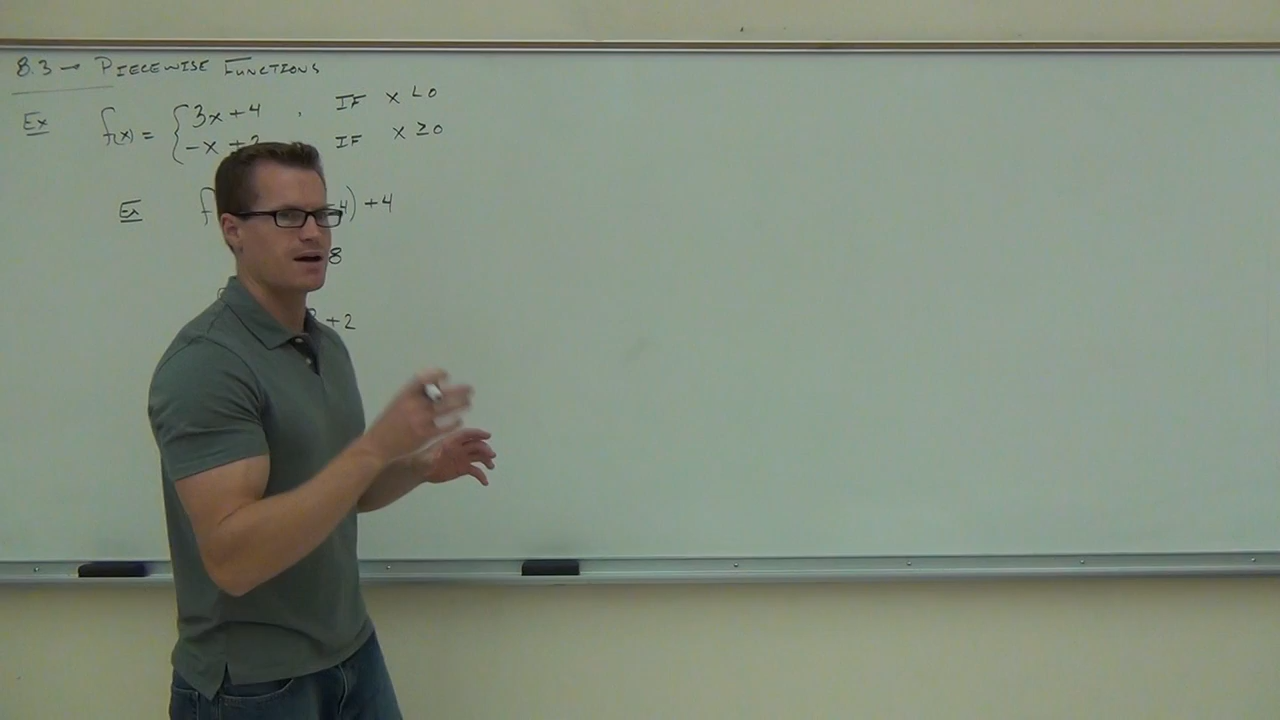 8.3 → PIECEWISE FUNCTIONS
Ex f(x) = { 3x+4 , IF x < 0
-x + 2 IF x ≥ 0
Ex f 4) +4
8
+2